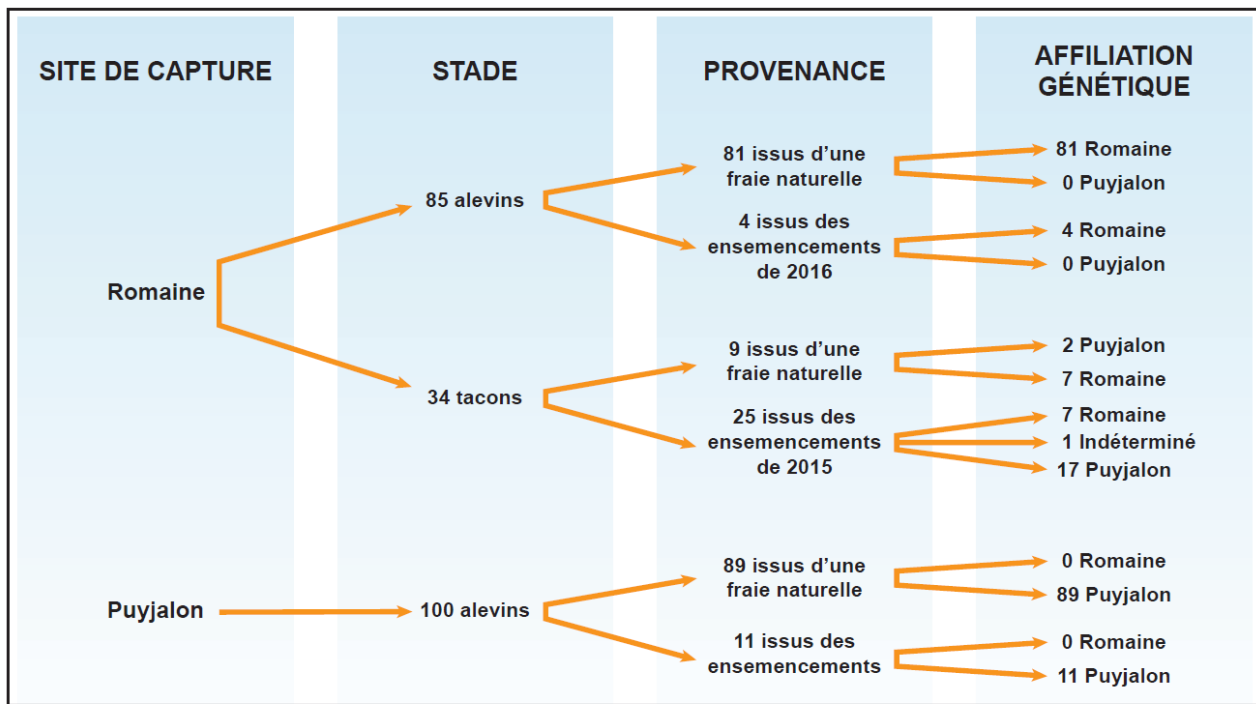 SITE DE CAPTURE
STADE
PROVENANCE
AFFILIATION
GÉNÉTIQUE
Romaine
85 alevins
81 issus d'une
fraie naturelle
81 Romaine
0 Puyjalon
4 issus des
ensemencements
de 2016
4 Romaine
0 Puyjalon
34 tacons
9 issus d'une
fraie naturelle
2 Puyjalon
7 Romaine
25 issus des
ensemencements
de 2015
7 Romaine
1 Indéterminé
17 Puyjalon
Puyjalon
100 alevins
89 issus d'une
fraie naturelle
0 Romaine
89 Puyjalon
11 issus des
ensemencements
0 Romaine
11 Puyjalon